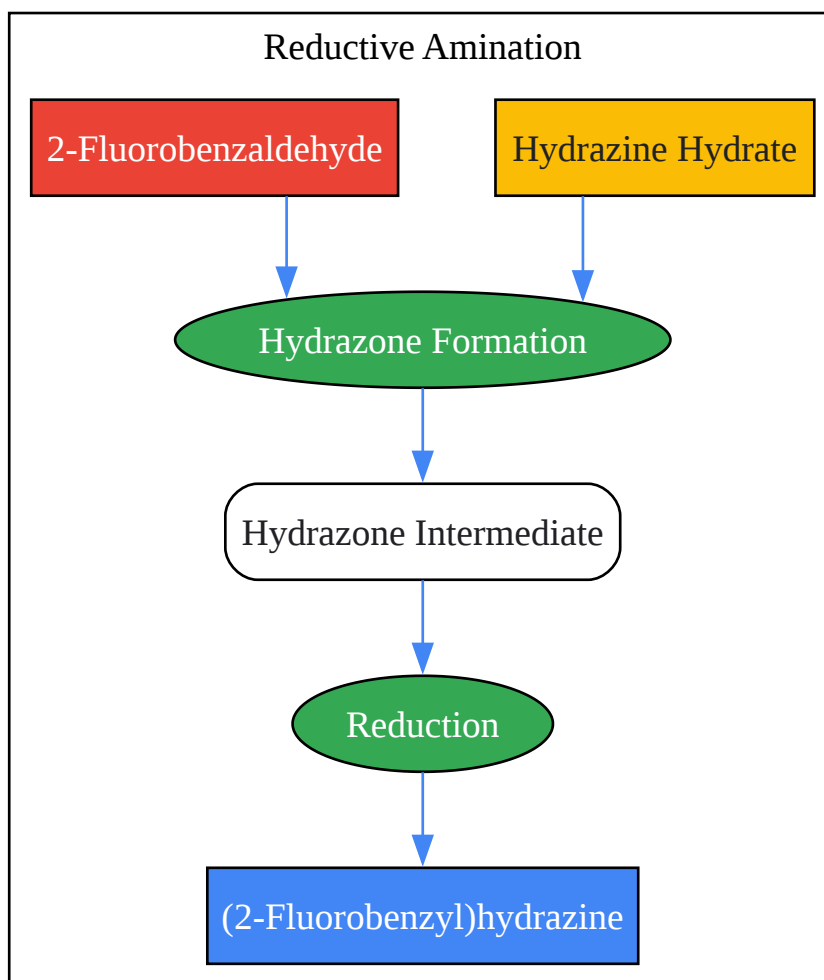 Reductive Amination
2-Fluorobenzaldehyde
Hydrazine Hydrate
Hydrazone Formation
Hydrazone Intermediate
Reduction
(2-Fluorobenzyl)hydrazine